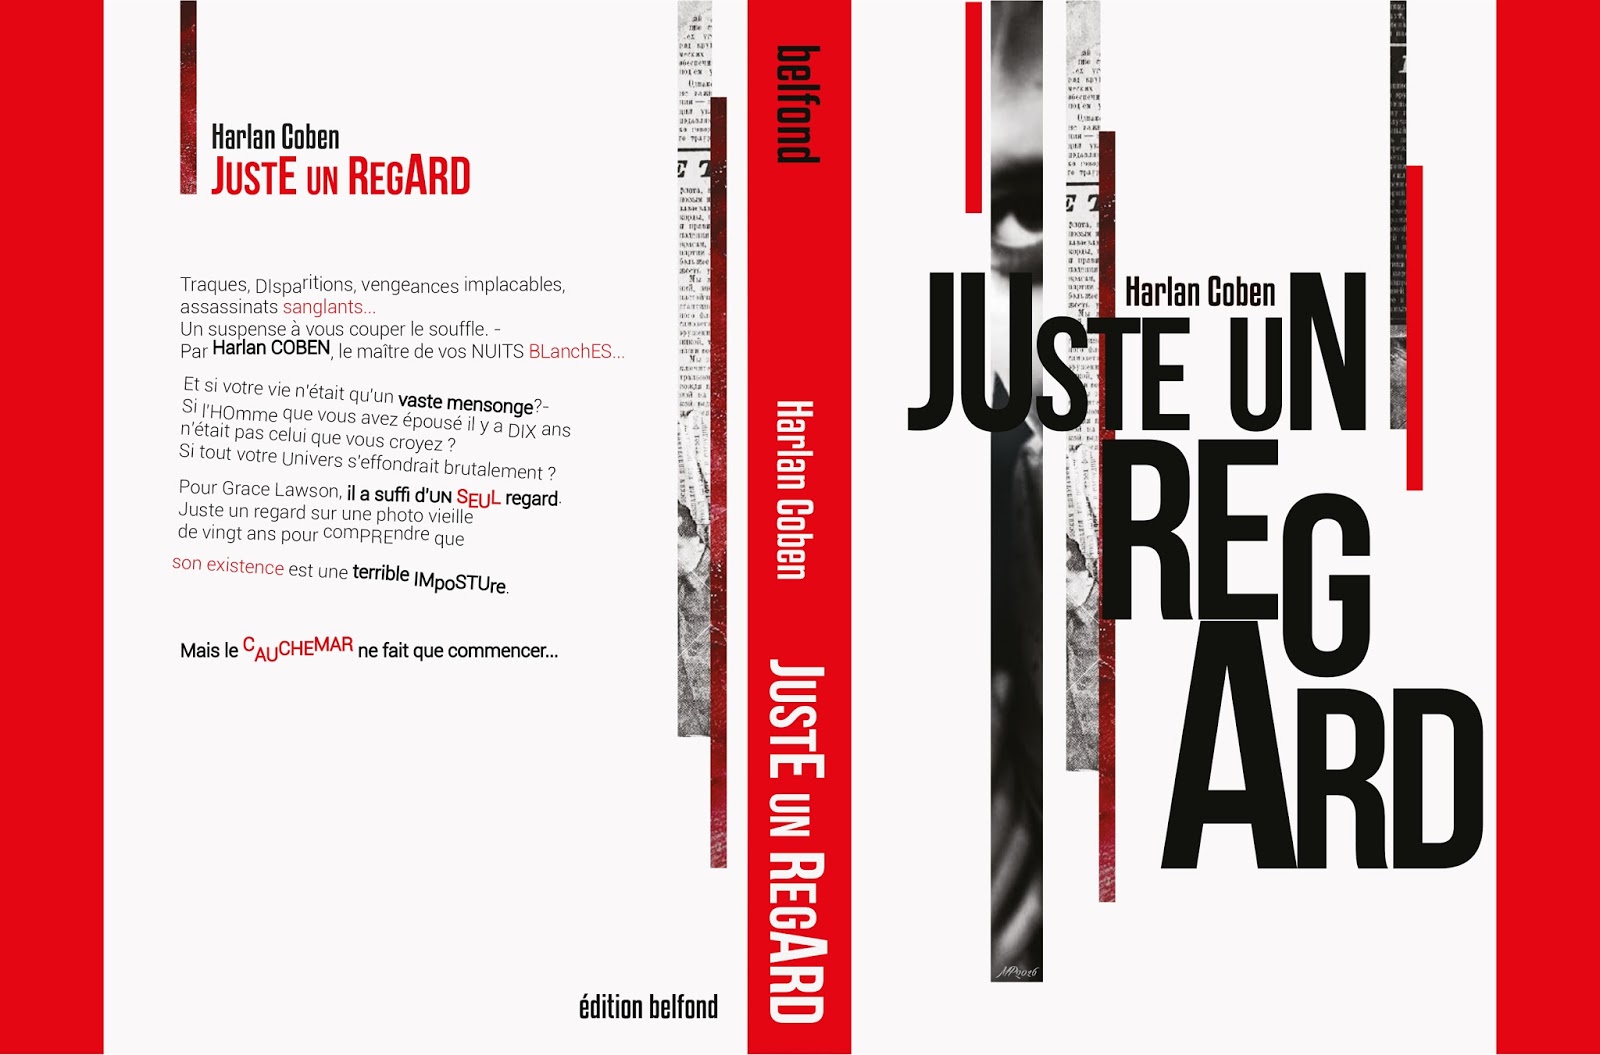 Harlan Coben
JUSTE UN REGARD
Traques, DIsparitions, vengeances implacables,
assassinats sanglants...
Un suspense à vous couper le souffle. -
Par Harlan COBEN, le maître de vos NUITS BLanchES...
Et si votre vie n'était qu'un vaste mensonge?-
Si l'HOmme que vous avez épousé il y a DIX ans
n'était pas celui que vous croyez ?
Si tout votre Univers s'effondrait brutalement ?
Pour Grace Lawson, il a suffi d'UN SEUL regard.
Juste un regard sur une photo vieille
de vingt ans pour comPREndre que
son existence est une terrible IMpoSTUre.
Mais le CAUCHEMAR ne fait que commencer...
édition belfond
belfond
Harlan Coben
JUSTE UN REGARD
Harlan Coben
JUSTE UN
REG
ARD
MP2016